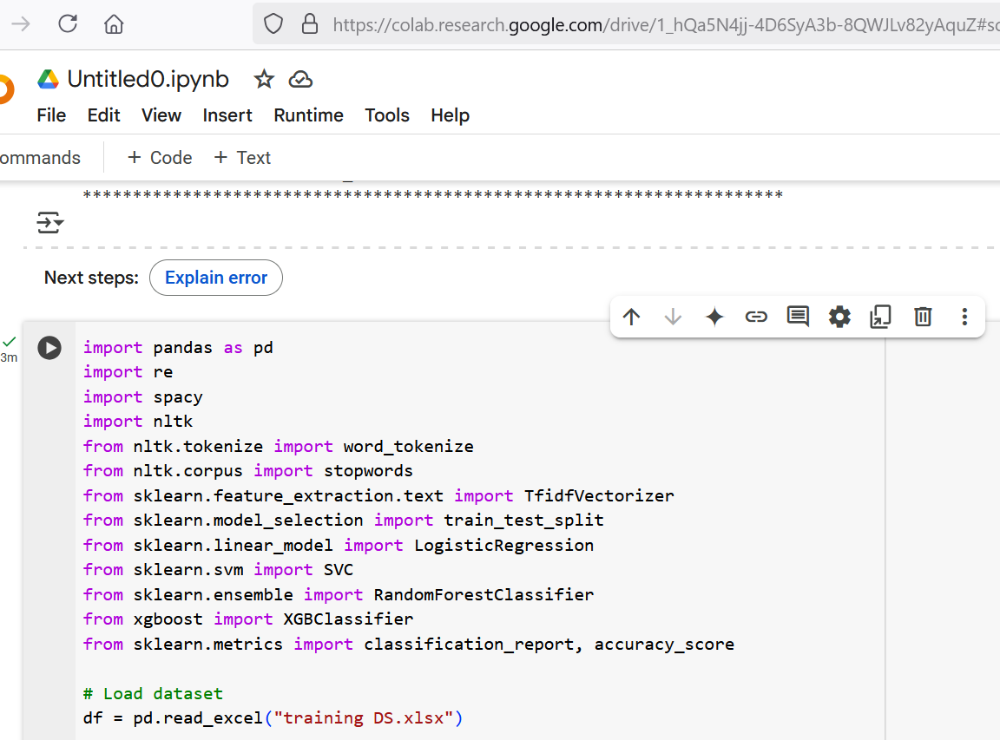 https://colab.research.google.com/drive/1_hQa5N4jj-4D6SyA3b-8QWJLv82yAquZ#sc
Untitled0.ipynb
File Edit View Insert Runtime Tools Help
ommands + Code + Text
**********************************************************************
Next steps: Explain error
3m
import pandas as pd
import re
import spacy
import nltk
from nltk.tokenize import word_tokenize
from nltk.corpus import stopwords
from sklearn.feature_extraction.text import TfidfVectorizer
from sklearn.model_selection import train_test_split
from sklearn.linear_model import LogisticRegression
from sklearn.svm import SVC
from sklearn.ensemble import RandomForestClassifier
from xgboost import XGBClassifier
from sklearn.metrics import classification_report, accuracy_score
# Load dataset
df = pd.read_excel("training DS.xlsx")